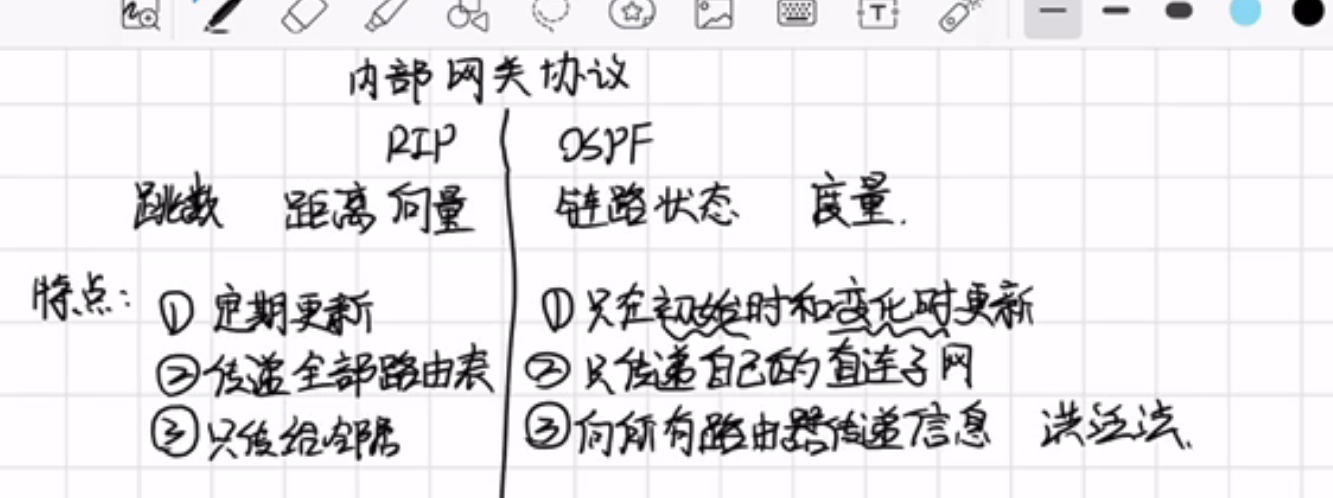 内部网关协议
RIP OSPF
跳数 距离向量 链路状态 度量.
特点: ① 定期更新 ① 只在初始时和变化时更新
② 传递全部路由表 ② 只传递自己的直连子网
③ 只传给邻居 ③ 向所有路由器传递信息 洪泛法.